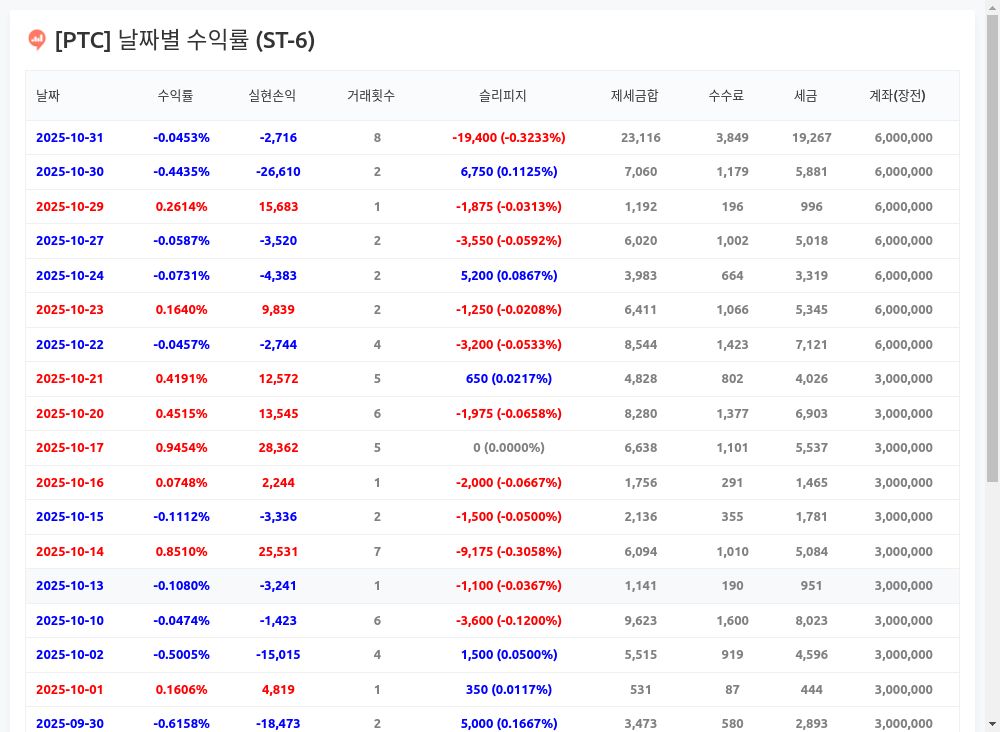 [PTC] 날짜별 수익률 (ST-6)
날짜 수익률 실현손익 거래횟수 슬리피지 제세금합 수수료 세금 계좌(장전)
2025-10-31 -0.0453% -2,716 8 -19,400 (-0.3233%) 23,116 3,849 19,267 6,000,000
2025-10-30 -0.4435% -26,610 2 6,750 (0.1125%) 7,060 1,179 5,881 6,000,000
2025-10-29 0.2614% 15,683 1 -1,875 (-0.0313%) 1,192 196 996 6,000,000
2025-10-27 -0.0587% -3,520 2 -3,550 (-0.0592%) 6,020 1,002 5,018 6,000,000
2025-10-24 -0.0731% -4,383 2 5,200 (0.0867%) 3,983 664 3,319 6,000,000
2025-10-23 0.1640% 9,839 2 -1,250 (-0.0208%) 6,411 1,066 5,345 6,000,000
2025-10-22 -0.0457% -2,744 4 -3,200 (-0.0533%) 8,544 1,423 7,121 6,000,000
2025-10-21 0.4191% 12,572 5 650 (0.0217%) 4,828 802 4,026 3,000,000
2025-10-20 0.4515% 13,545 6 -1,975 (-0.0658%) 8,280 1,377 6,903 3,000,000
2025-10-17 0.9454% 28,362 5 0 (0.0000%) 6,638 1,101 5,537 3,000,000
2025-10-16 0.0748% 2,244 1 -2,000 (-0.0667%) 1,756 291 1,465 3,000,000
2025-10-15 -0.1112% -3,336 2 -1,500 (-0.0500%) 2,136 355 1,781 3,000,000
2025-10-14 0.8510% 25,531 7 -9,175 (-0.3058%) 6,094 1,010 5,084 3,000,000
2025-10-13 -0.1080% -3,241 1 -1,100 (-0.0367%) 1,141 190 951 3,000,000
2025-10-10 -0.0474% -1,423 6 -3,600 (-0.1200%) 9,623 1,600 8,023 3,000,000
2025-10-02 -0.5005% -15,015 4 1,500 (0.0500%) 5,515 919 4,596 3,000,000
2025-10-01 0.1606% 4,819 1 350 (0.0117%) 531 87 444 3,000,000
2025-09-30 -0.6158% -18,473 2 5,000 (0.1667%) 3,473 580 2,893 3,000,000